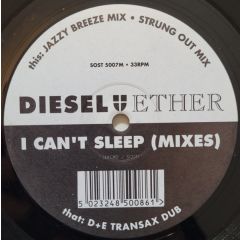 this: JAZZY BREEZE MIX • STRUNG OUT MIX
SOST 5007M • 33RPM
DIESEL ETHER
I CAN'T SLEEP (MIXES)
5 023248 500861
that: D+E TRANSAX DUB